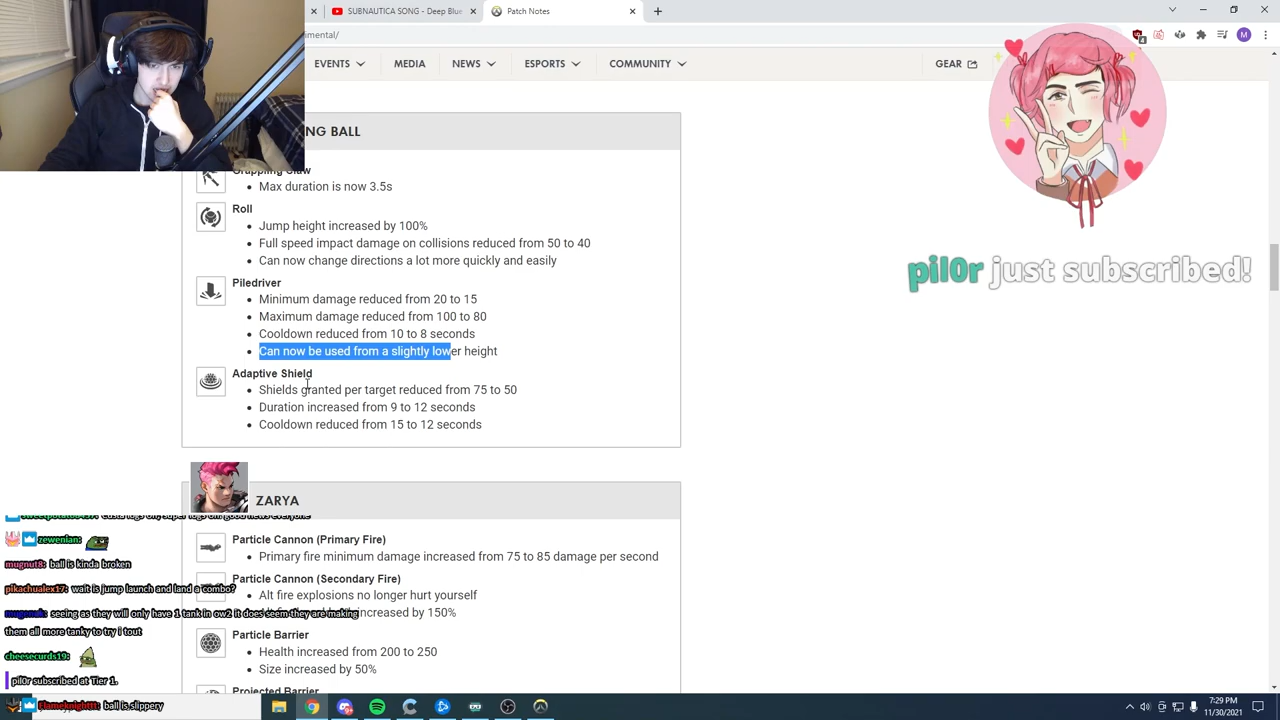 SUBNAUTICA SONG - Deep Blue
Patch Notes
imental/
M
EVENTS
MEDIA
NEWS
ESPORTS
COMMUNITY
GEAR
NG BALL
Grappling Claw
Max duration is now 3.5s
Roll
Jump height increased by 100%
Full speed impact damage on collisions reduced from 50 to 40
Can now change directions a lot more quickly and easily
Piledriver
Minimum damage reduced from 20 to 15
Maximum damage reduced from 100 to 80
Cooldown reduced from 10 to 8 seconds
Can now be used from a slightly lower height
Adaptive Shield
Shields granted per target reduced from 75 to 50
Duration increased from 9 to 12 seconds
Cooldown reduced from 15 to 12 seconds
pil0r just subscribed!
ZARYA
Particle Cannon (Primary Fire)
Primary fire minimum damage increased from 75 to 85 damage per second
Particle Cannon (Secondary Fire)
Alt fire explosions no longer hurt yourself
increased by 150%
Particle Barrier
Health increased from 200 to 250
Size increased by 50%
Projected Barrier
good news everyone
zewenian:
mugnut8: ball is kinda broken
pikachualex17: wait is jump launch and land a combo?
seeing as they will only have 1 tank in ow2 it does seem they are making
them all more tanky to try i tout
cheesecurds19:
pil0r subscribed at Tier 1.
Flameknighttt: ball is slippery
7:29 PM
11/30/2021